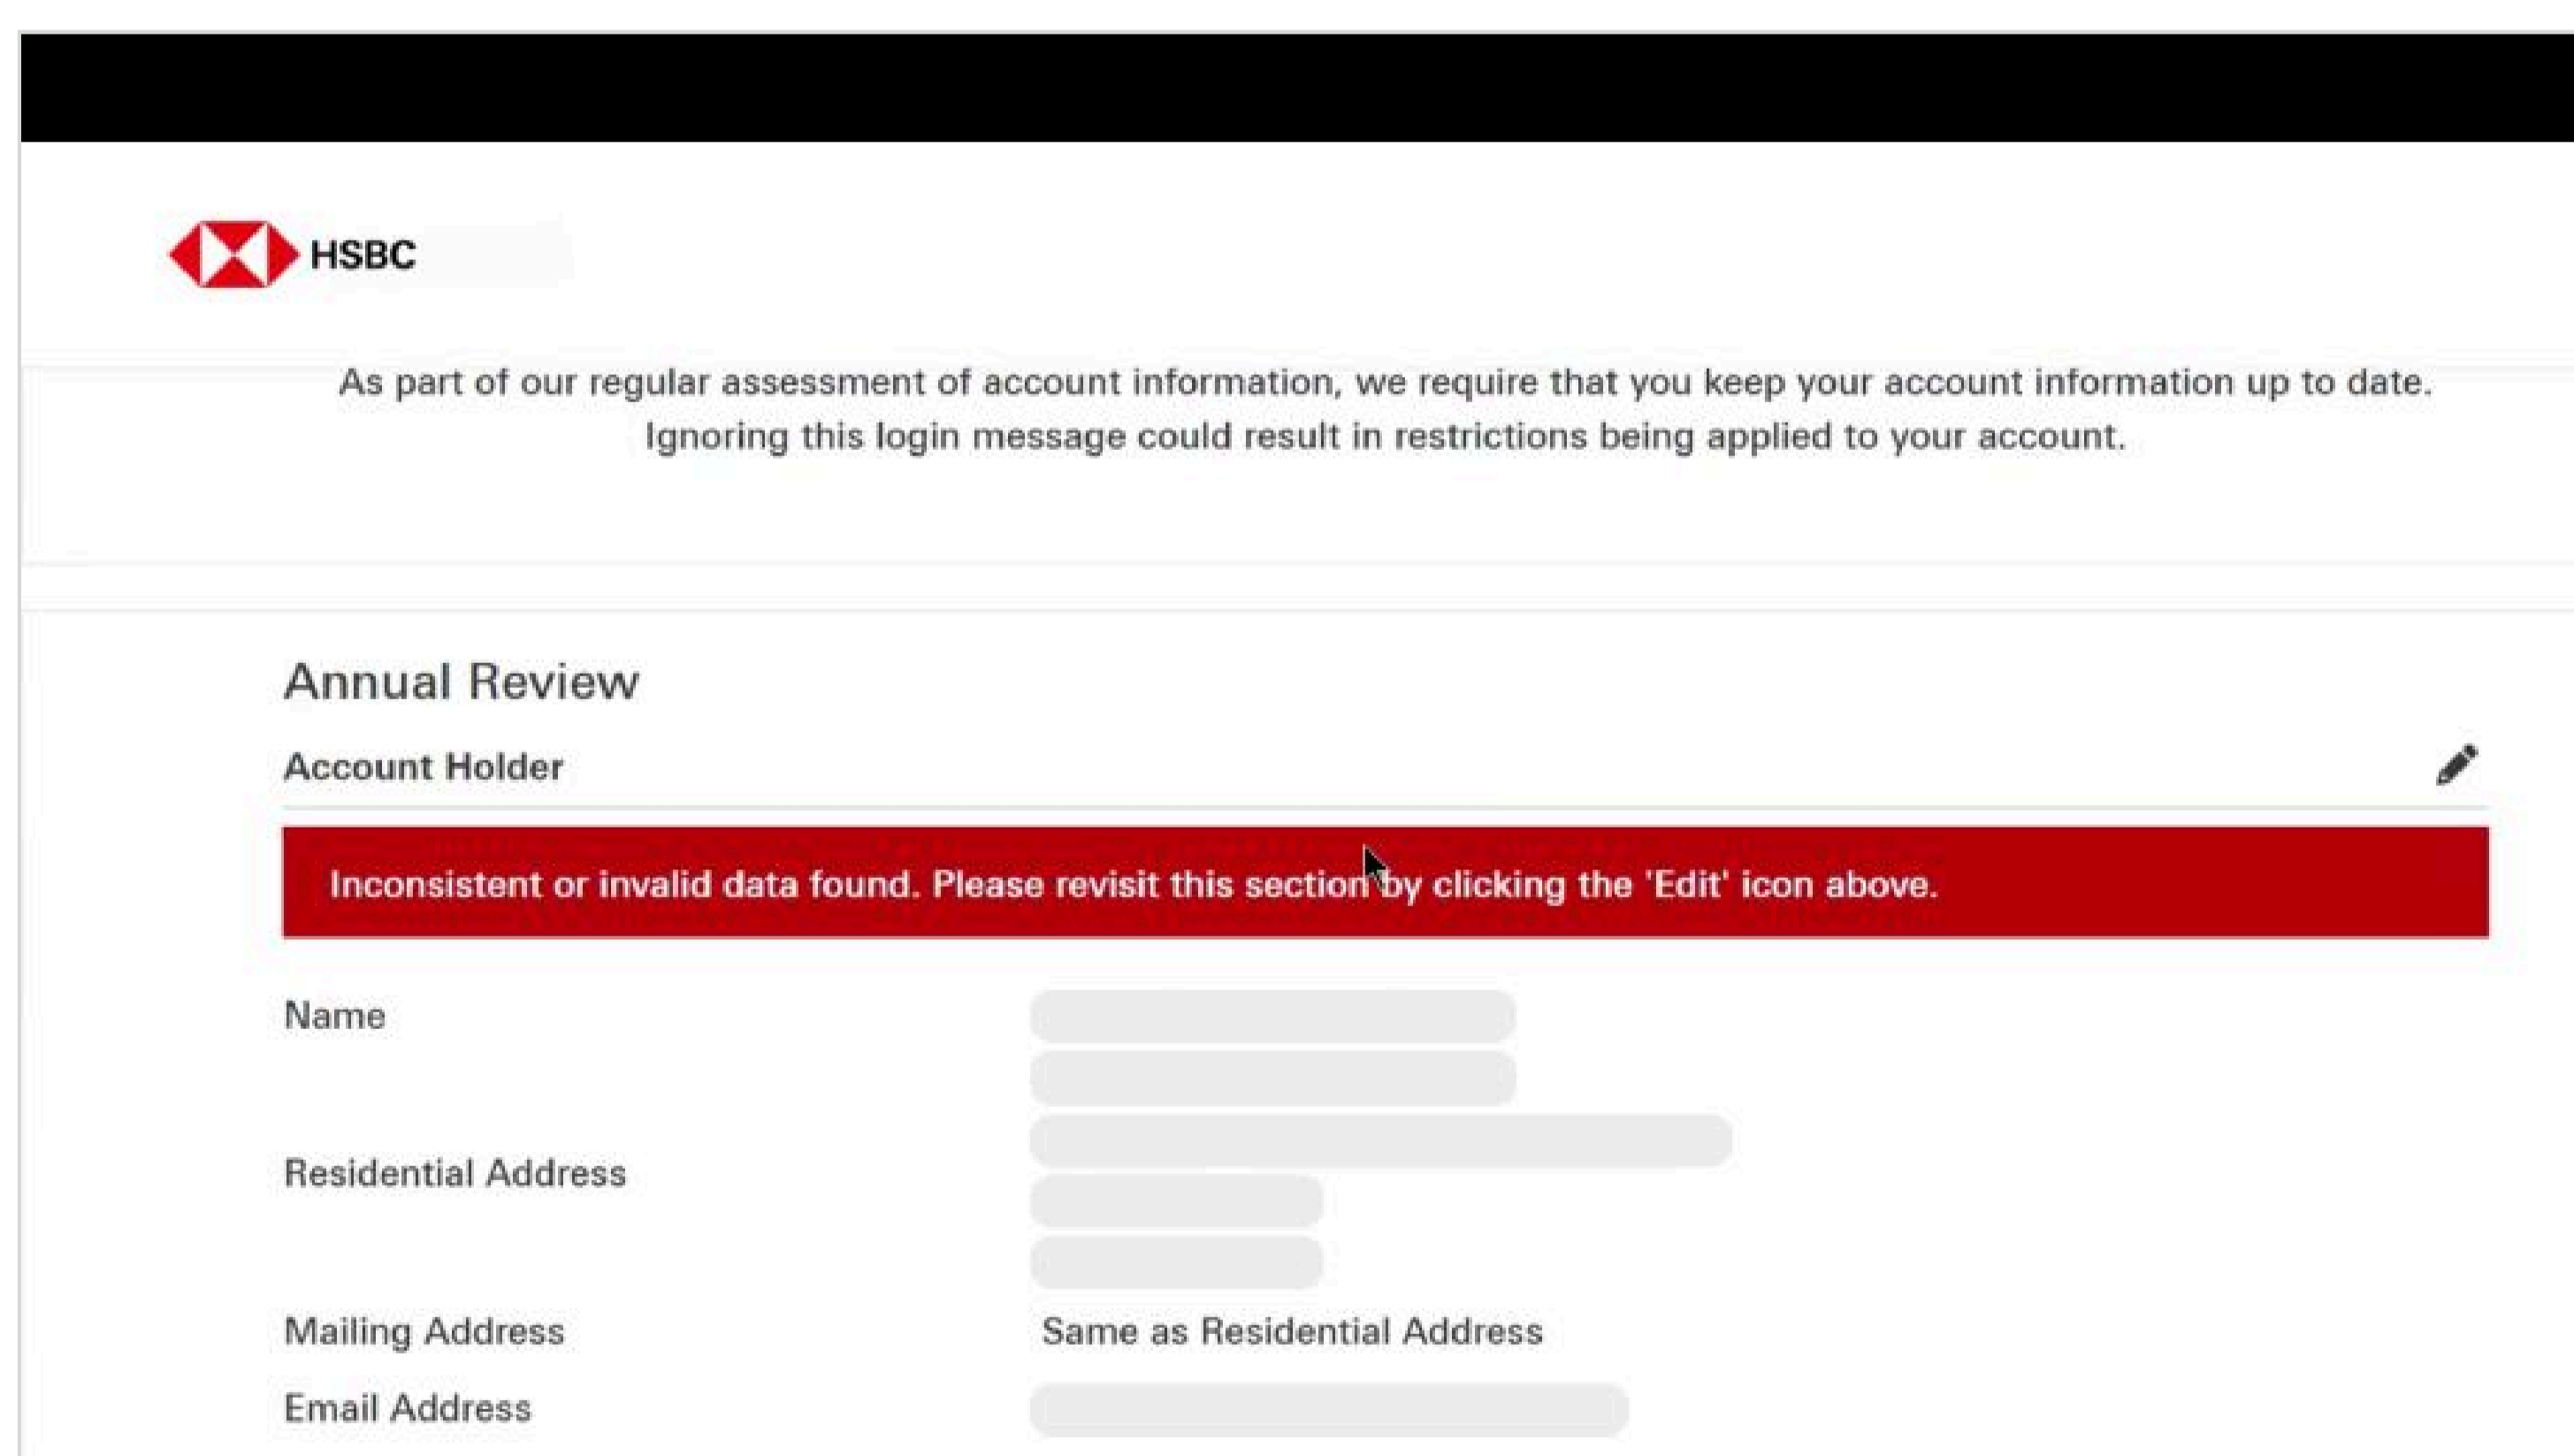 HSBC
As part of our regular assessment of account information, we require that you keep your account information up to date.
Ignoring this login message could result in restrictions being applied to your account.
Annual Review
Account Holder
Inconsistent or invalid data found. Please revisit this section by clicking the 'Edit' icon above.
Name
Residential Address
Mailing Address Same as Residential Address
Email Address